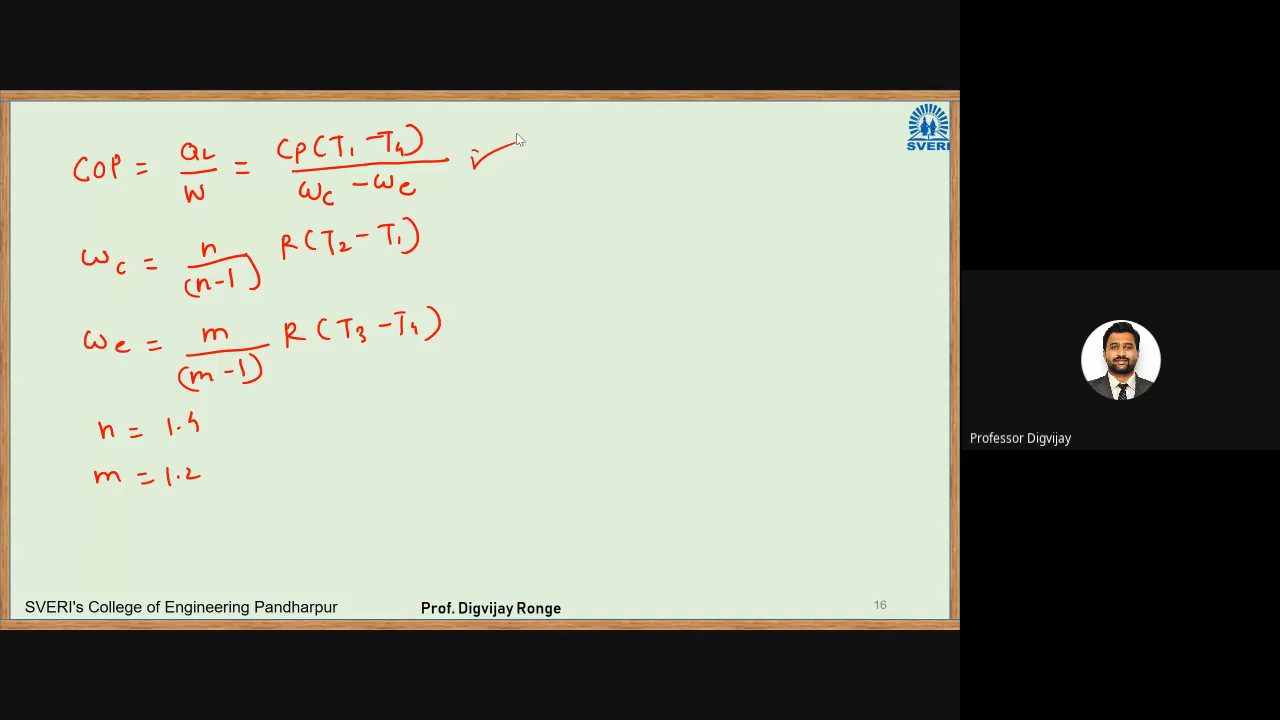 COP = QL/W = CP(T1 - T4)/(Wc - We)
SVERI
Wc = n/(n-1) R(T2 - T1)
We = m/(m-1) R(T3 - T4)
n = 1.4
m = 1.2
Professor Digvijay
SVERI's College of Engineering Pandharpur Prof. Digvijay Ronge 16